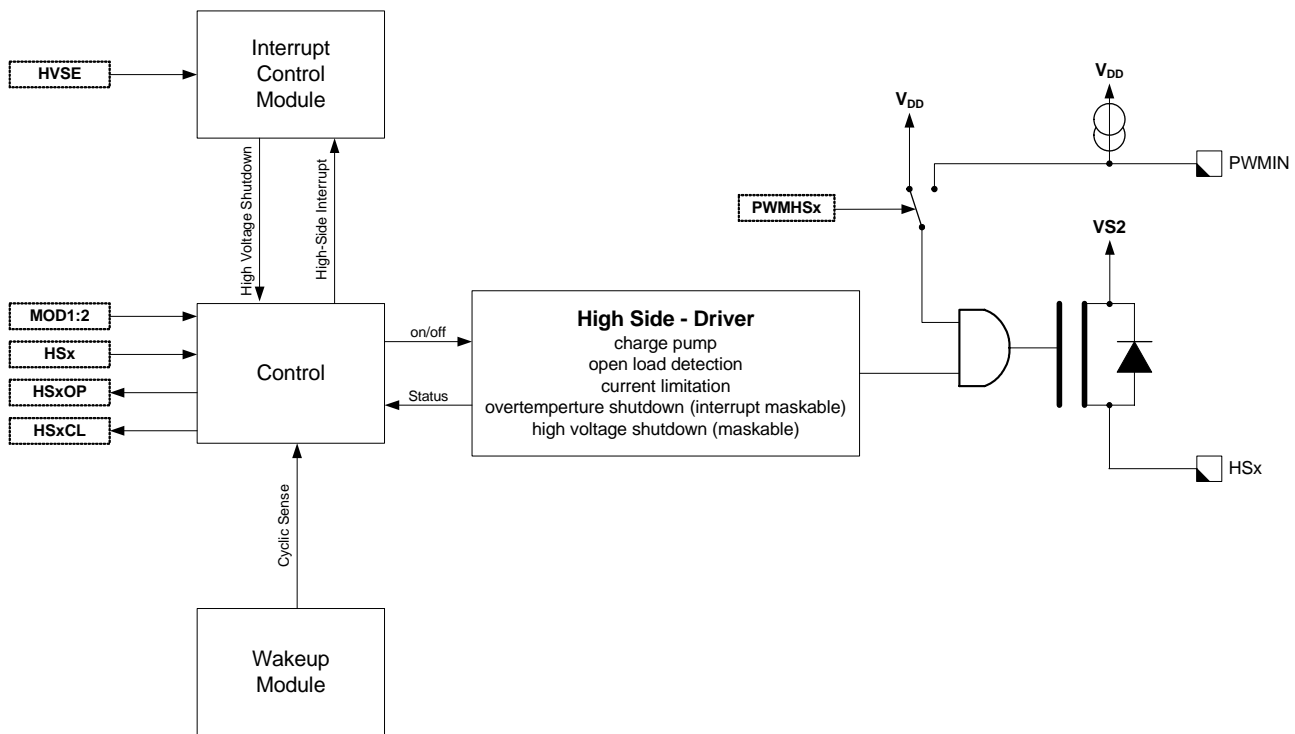 Interrupt
Control
Module
HVSE
High Voltage Shutdown
High-Side Interrupt
VDD
VDD
PWMIN
PWMHSx
VS2
MOD1:2
HSx
HSxOP
HSxCL
Control
on/off
Status
High Side - Driver
charge pump
open load detection
current limitation
overtemperture shutdown (interrupt maskable)
high voltage shutdown (maskable)
HSx
Cyclic Sense
Wakeup
Module